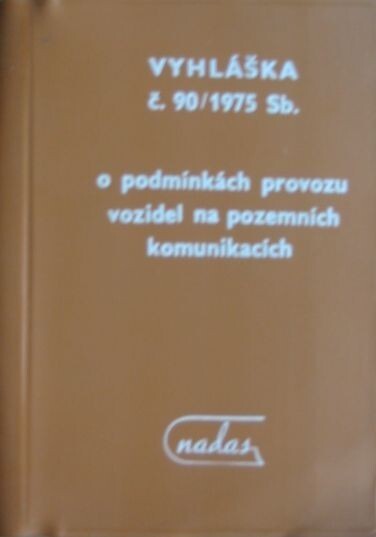 VYHLÁŠKA
č. 90/1975 Sb.
o podmínkách provozu
vozidel na pozemních
komunikacích
nadas